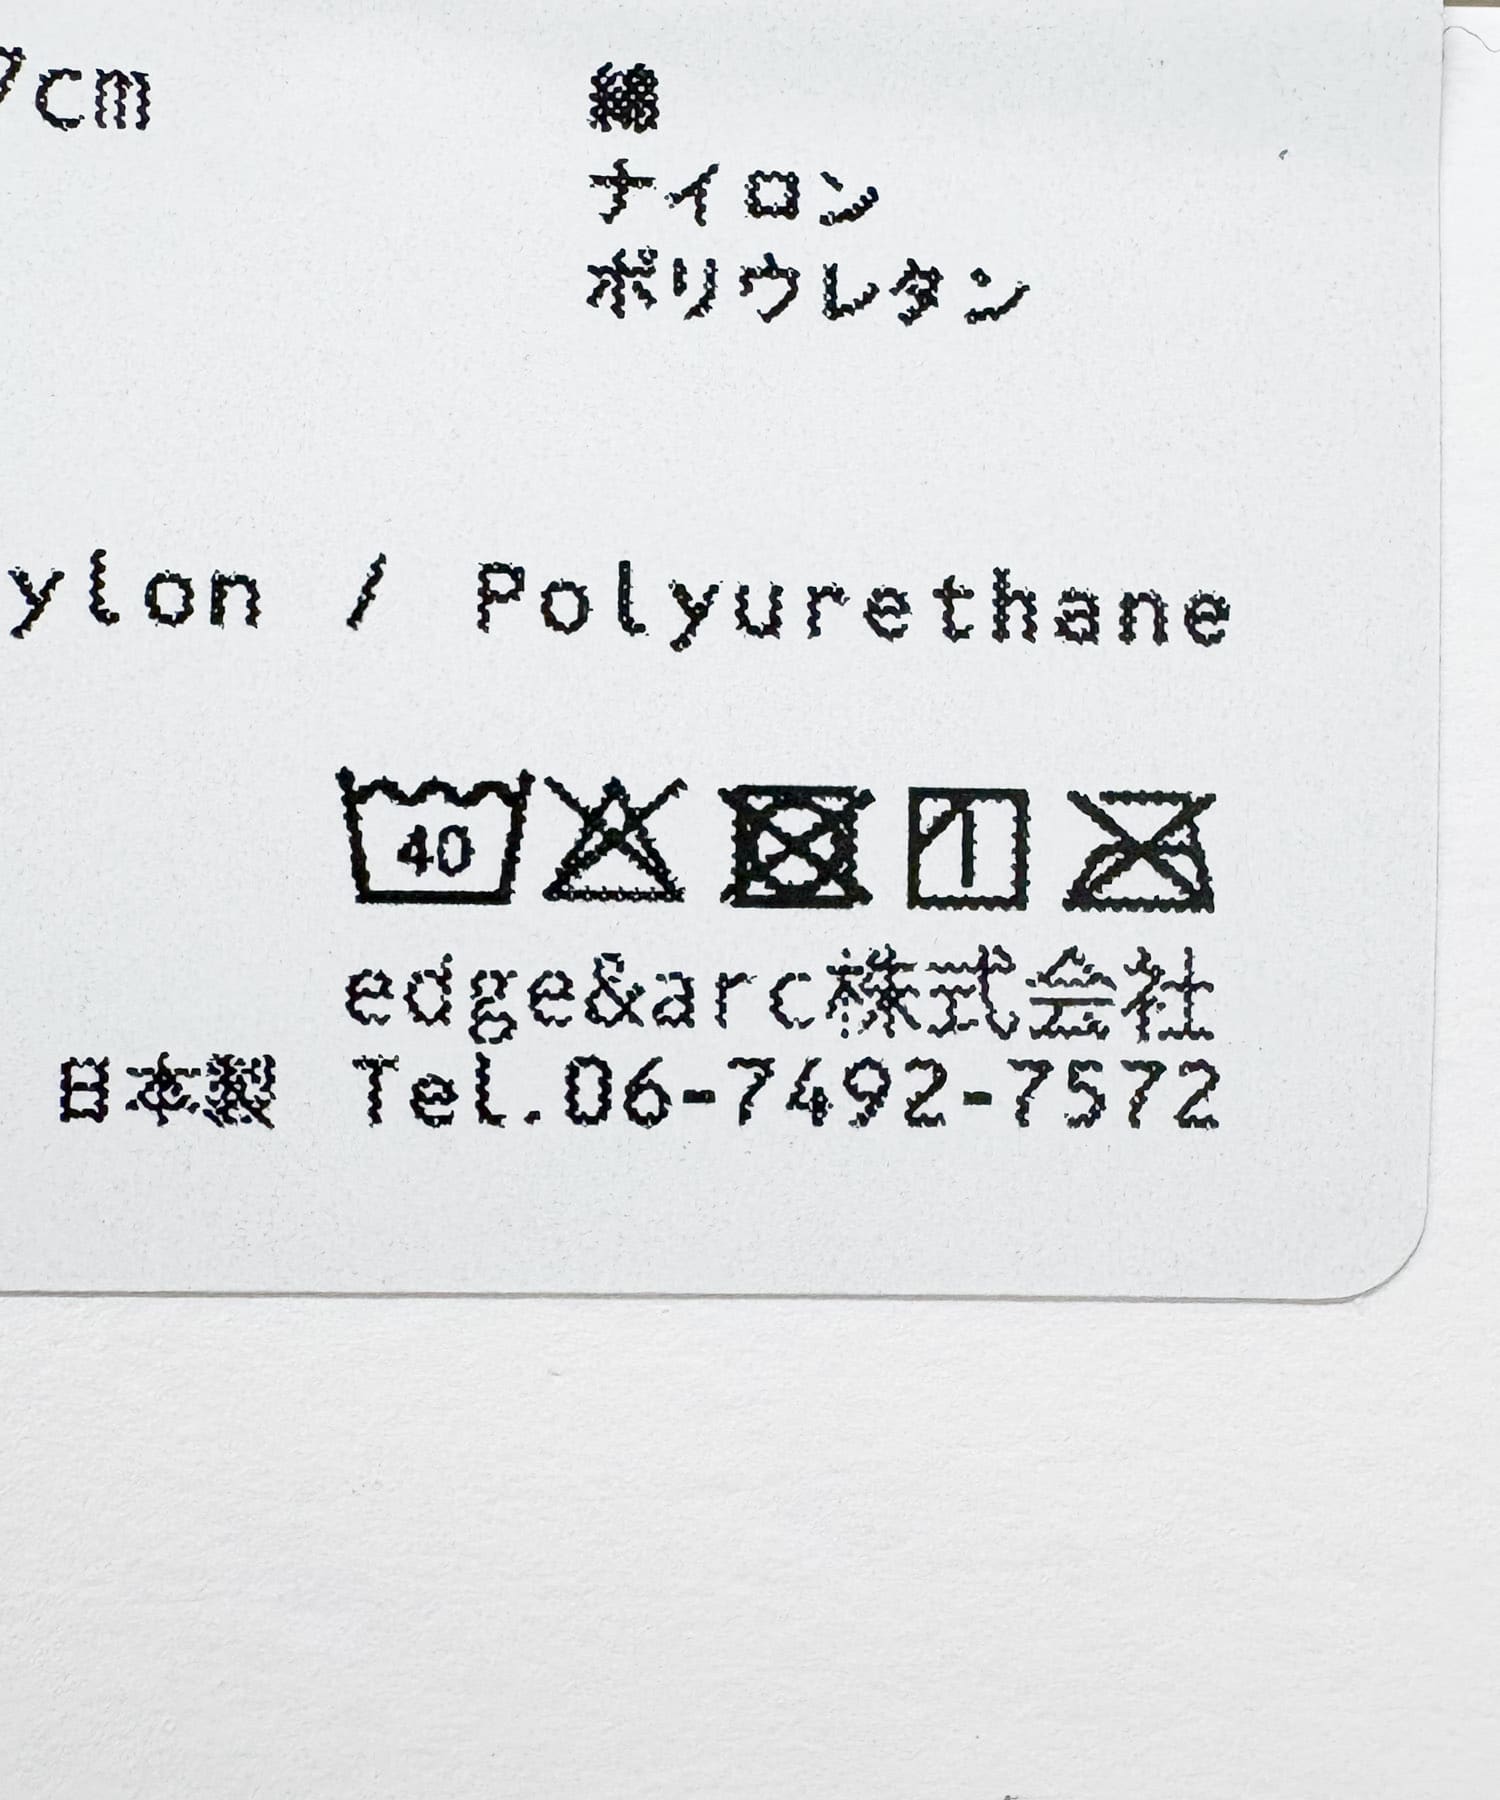 7cm
綿
ナイロン
ポリウレタン
ylon / Polyurethane
40
edge&arc株式会社
日本製 Tel.06-7492-7572